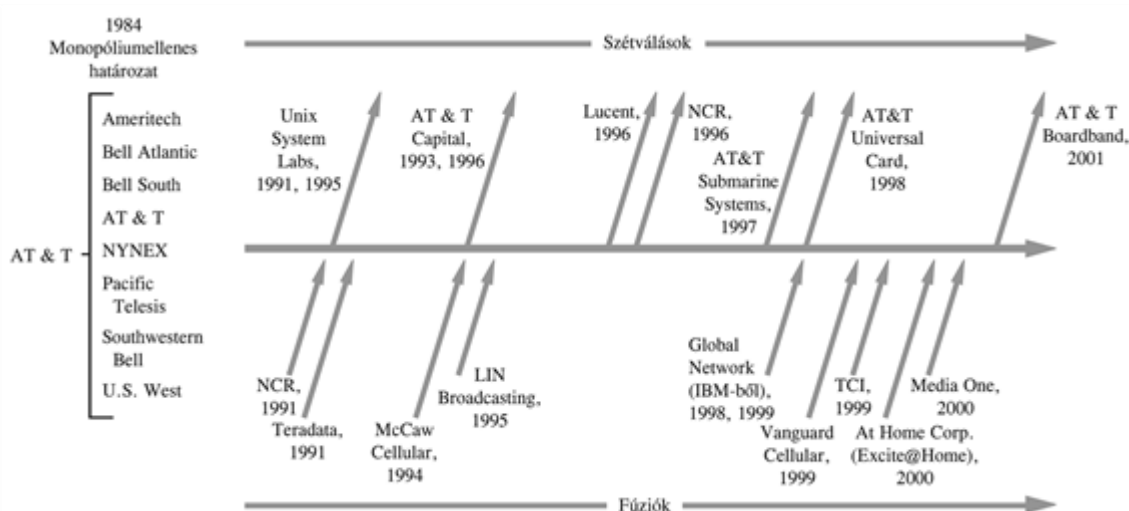 1984
Monopóliumellenes
határozat
Szétválások
AT & T
Ameritech
Bell Atlantic
Bell South
AT & T
NYNEX
Pacific
Telesis
Southwestern
Bell
U.S. West
Unix
System
Labs,
1991, 1995
AT & T
Capital,
1993, 1996
Lucent,
1996
NCR,
1996
AT&T
Submarine
Systems,
1997
AT&T
Universal
Card,
1998
AT & T
Boardband,
2001
NCR,
1991
Teradata,
1991
McCaw
Cellular,
1994
LIN
Broadcasting,
1995
Global
Network
(IBM-ből),
1998, 1999
Vanguard
Cellular,
1999
TCI,
1999
At Home Corp.
(Excite@Home),
2000
Media One,
2000
Fúziók